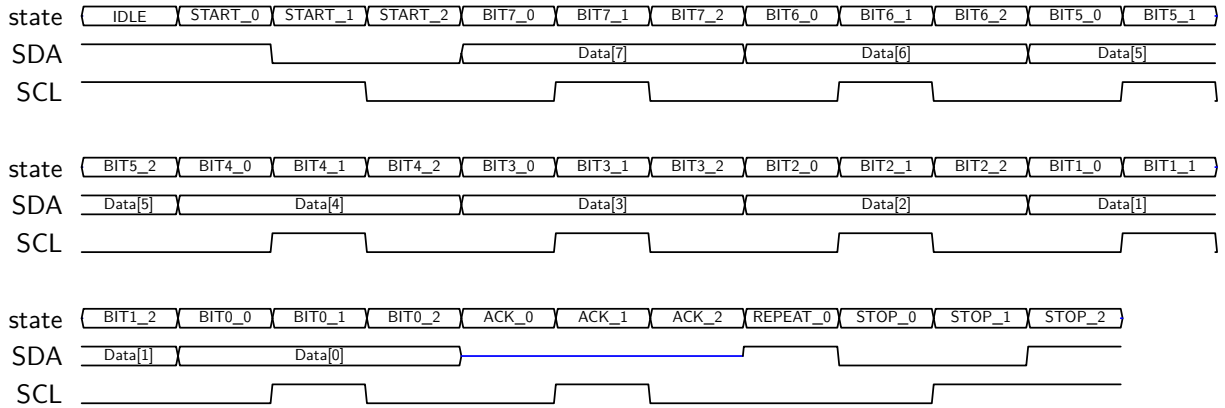 state IDLE START_0 START_1 START_2 BIT7_0 BIT7_1 BIT7_2 BIT6_0 BIT6_1 BIT6_2 BIT5_0 BIT5_1
SDA Data[7] Data[6] Data[5]
SCL
state BIT5_2 BIT4_0 BIT4_1 BIT4_2 BIT3_0 BIT3_1 BIT3_2 BIT2_0 BIT2_1 BIT2_2 BIT1_0 BIT1_1
SDA Data[5] Data[4] Data[3] Data[2] Data[1]
SCL
state BIT1_2 BIT0_0 BIT0_1 BIT0_2 ACK_0 ACK_1 ACK_2 REPEAT_0 STOP_0 STOP_1 STOP_2
SDA Data[1] Data[0]
SCL